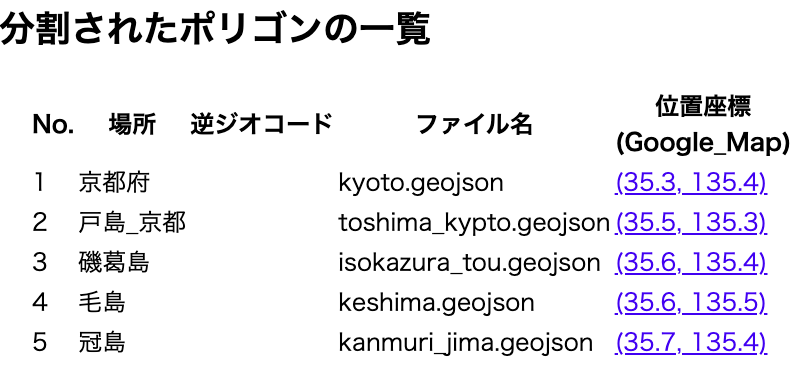 分割されたポリゴンの一覧
No. 場所 逆ジオコード ファイル名 位置座標 (Google_Map)
1 京都府 kyoto.geojson (35.3, 135.4)
2 戸島_京都 toshima_kypto.geojson (35.5, 135.3)
3 磯葛島 isokazura_tou.geojson (35.6, 135.4)
4 毛島 keshima.geojson (35.6, 135.5)
5 冠島 kanmuri_jima.geojson (35.7, 135.4)